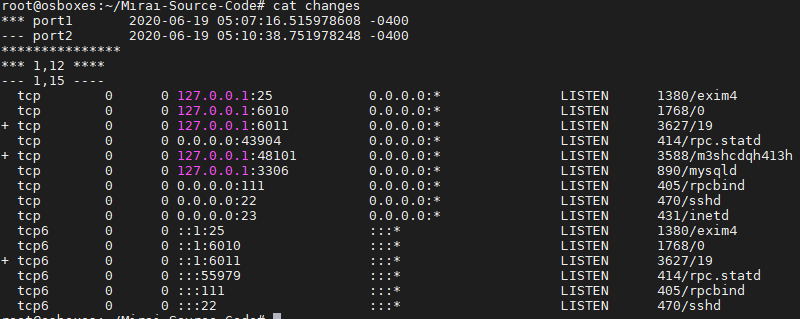 root@osboxes:~/Mirai-Source-Code# cat changes
*** port1       2020-06-19 05:07:16.515978608 -0400
--- port2       2020-06-19 05:10:38.751978248 -0400
***************
*** 1,12 ****
--- 1,15 ----
  tcp        0      0 127.0.0.1:25            0.0.0.0:*               LISTEN      1380/exim4
  tcp        0      0 127.0.0.1:6010          0.0.0.0:*               LISTEN      1768/0
+ tcp        0      0 127.0.0.1:6011          0.0.0.0:*               LISTEN      3627/19
  tcp        0      0 0.0.0.0:43904           0.0.0.0:*               LISTEN      414/rpc.statd
+ tcp        0      0 127.0.0.1:48101         0.0.0.0:*               LISTEN      3588/m3shcdqh413h
  tcp        0      0 127.0.0.1:3306          0.0.0.0:*               LISTEN      890/mysqld
  tcp        0      0 0.0.0.0:111             0.0.0.0:*               LISTEN      405/rpcbind
  tcp        0      0 0.0.0.0:22              0.0.0.0:*               LISTEN      470/sshd
  tcp        0      0 0.0.0.0:23              0.0.0.0:*               LISTEN      431/inetd
  tcp6       0      0 ::1:25                  :::*                    LISTEN      1380/exim4
  tcp6       0      0 ::1:6010                :::*                    LISTEN      1768/0
+ tcp6       0      0 ::1:6011                :::*                    LISTEN      3627/19
  tcp6       0      0 :::55979                :::*                    LISTEN      414/rpc.statd
  tcp6       0      0 :::111                  :::*                    LISTEN      405/rpcbind
  tcp6       0      0 :::22                   :::*                    LISTEN      470/sshd
root@osboxes:~/Mirai-Source-Code#